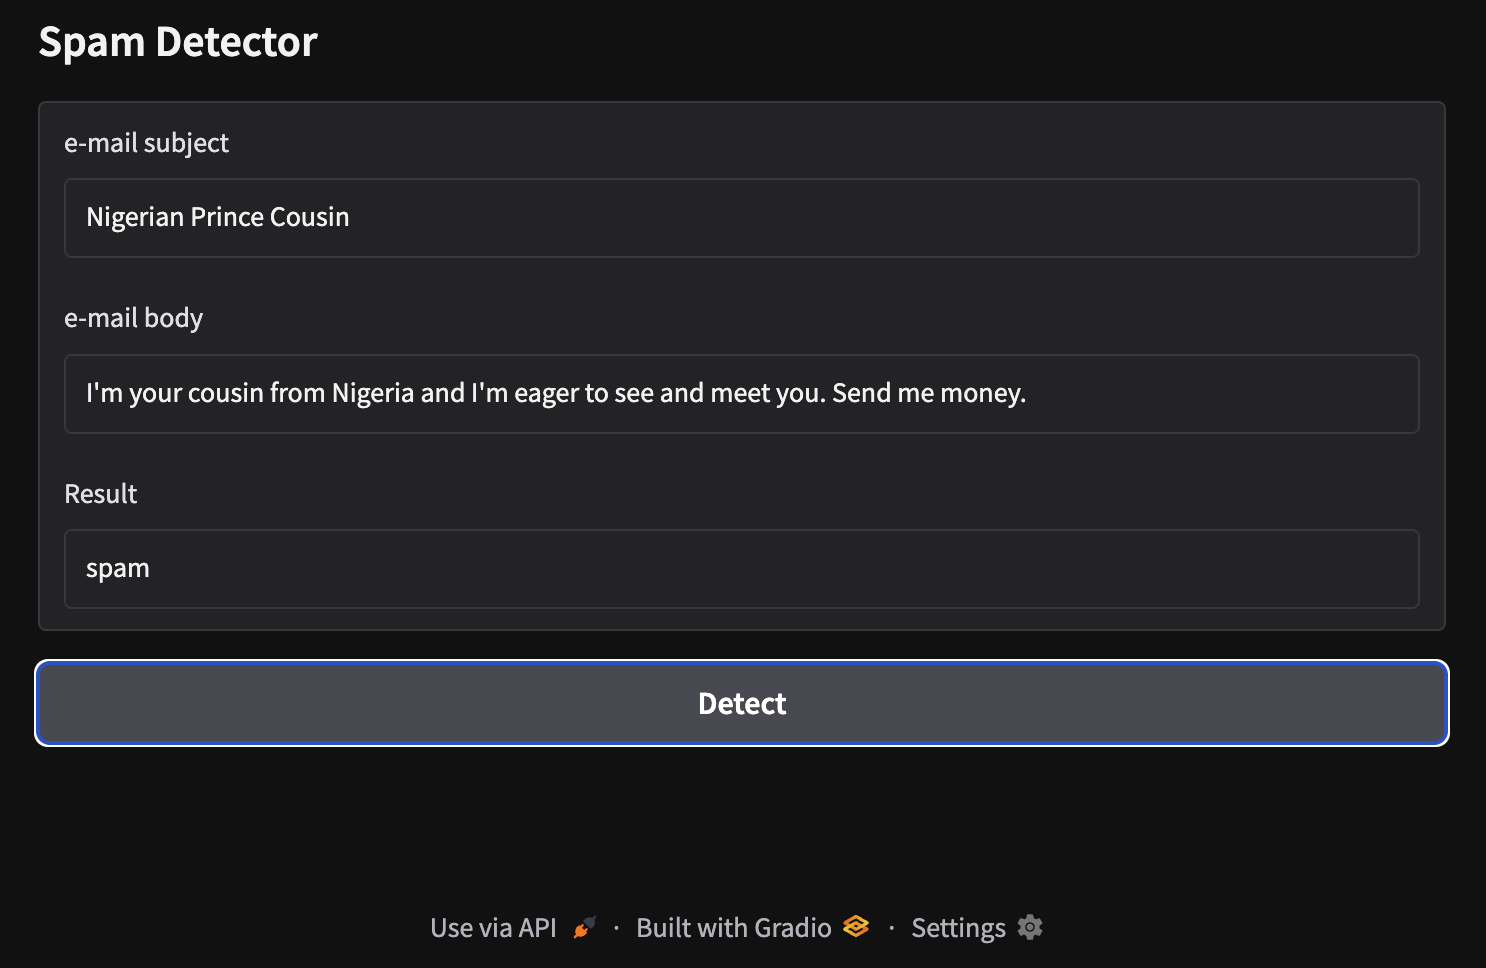 Spam Detector
e-mail subject
Nigerian Prince Cousin
e-mail body
I'm your cousin from Nigeria and I'm eager to see and meet you. Send me money.
Result
spam
Detect
Use via API · Built with Gradio · Settings